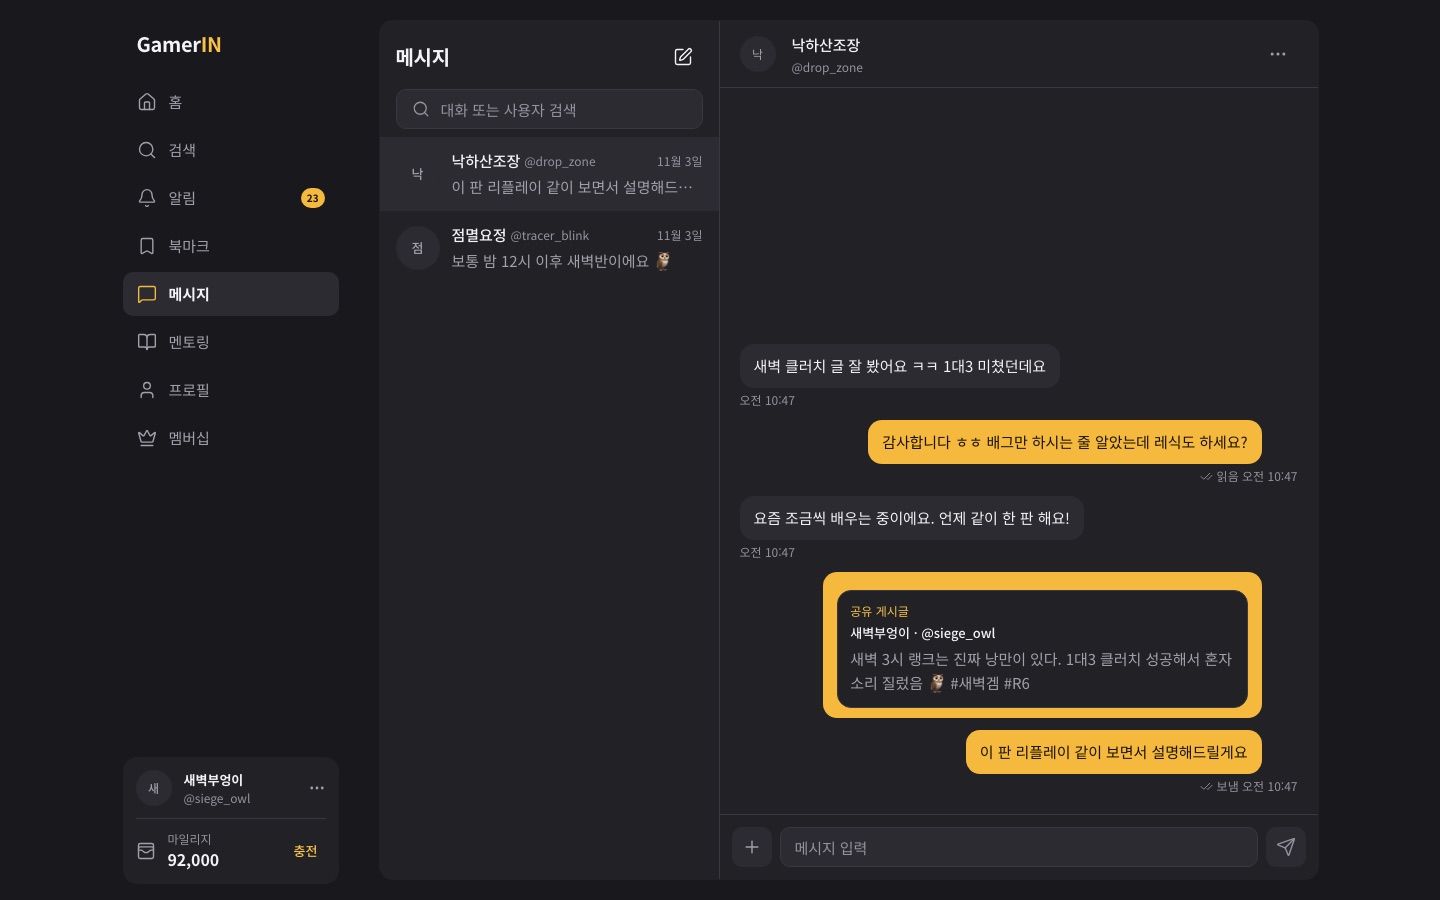 GamerIN
홈
검색
알림 23
북마크
메시지
멘토링
프로필
멤버십
새
새벽부엉이
@siege_owl
마일리지
92,000
충전
메시지
대화 또는 사용자 검색
낙
낙하산조장 @drop_zone 11월 3일
이 판 리플레이 같이 보면서 설명해드…
점
점멸요정 @tracer_blink 11월 3일
보통 밤 12시 이후 새벽반이에요 🦉
낙
낙하산조장
@drop_zone
새벽 클러치 글 잘 봤어요 ㅋㅋ 1대3 미쳤던데요
오전 10:47
감사합니다 ㅎㅎ 배그만 하시는 줄 알았는데 레식도 하세요?
읽음 오전 10:47
요즘 조금씩 배우는 중이에요. 언제 같이 한 판 해요!
오전 10:47
공유 게시글
새벽부엉이 · @siege_owl
새벽 3시 랭크는 진짜 낭만이 있다. 1대3 클러치 성공해서 혼자
소리 질렀음 🦉 #새벽겜 #R6
이 판 리플레이 같이 보면서 설명해드릴게요
보냄 오전 10:47
메시지 입력